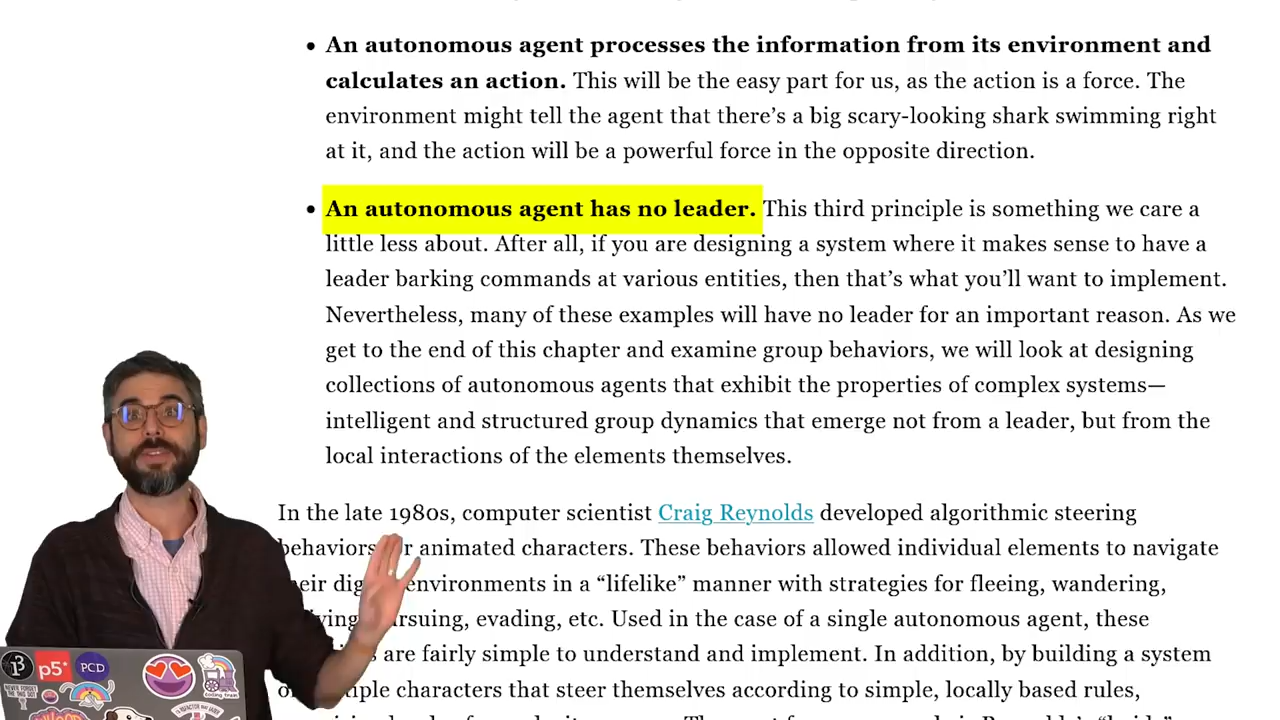 • An autonomous agent processes the information from its environment and
calculates an action. This will be the easy part for us, as the action is a force. The
environment might tell the agent that there’s a big scary-looking shark swimming right
at it, and the action will be a powerful force in the opposite direction.
• An autonomous agent has no leader. This third principle is something we care a
little less about. After all, if you are designing a system where it makes sense to have a
leader barking commands at various entities, then that’s what you’ll want to implement.
Nevertheless, many of these examples will have no leader for an important reason. As we
get to the end of this chapter and examine group behaviors, we will look at designing
collections of autonomous agents that exhibit the properties of complex systems—
intelligent and structured group dynamics that emerge not from a leader, but from the
local interactions of the elements themselves.
In the late 1980s, computer scientist Craig Reynolds developed algorithmic steering
behaviors animated characters. These behaviors allowed individual elements to navigate
environments in a “lifelike” manner with strategies for fleeing, wandering,
evading, etc. Used in the case of a single autonomous agent, these
are fairly simple to understand and implement. In addition, by building a system
characters that steer themselves according to simple, locally based rules,
p5*
PCD
coding train